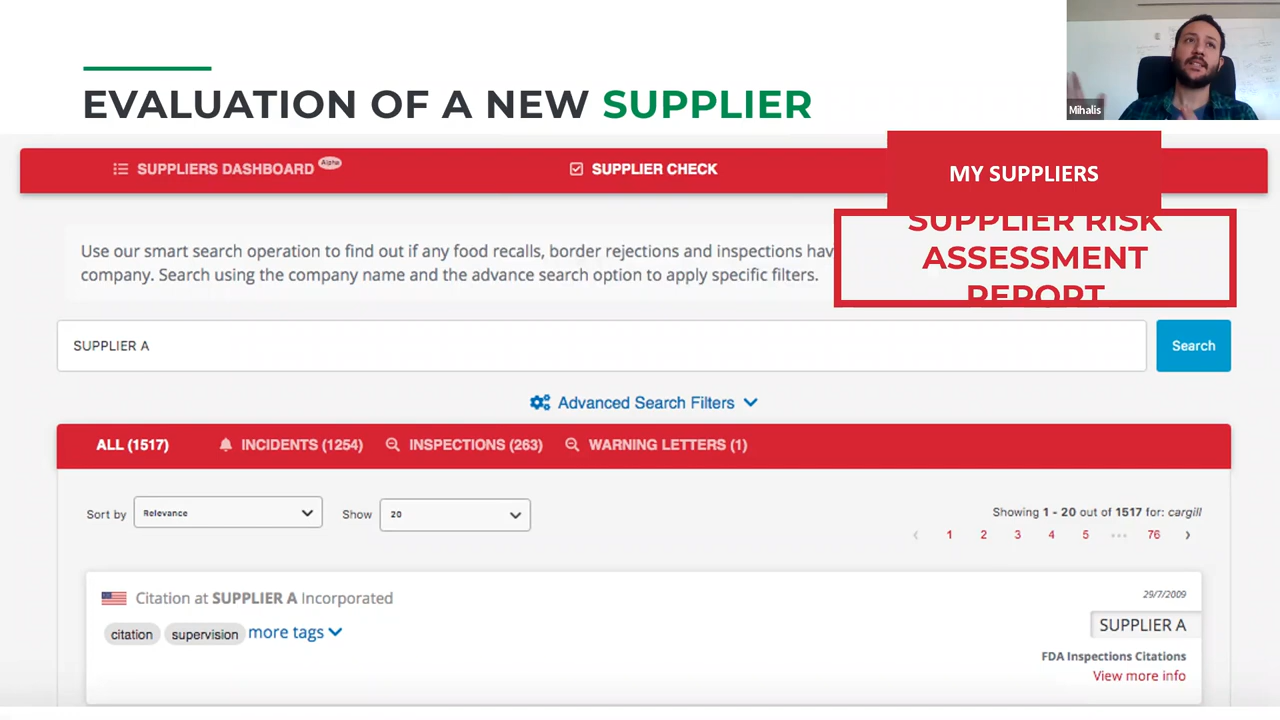 EVALUATION OF A NEW SUPPLIER
Mihalis
SUPPLIERS DASHBOARD Alpha
SUPPLIER CHECK
MY SUPPLIERS
SUPPLIER RISK
ASSESSMENT
REPORT
Use our smart search operation to find out if any food recalls, border rejections and inspections hav
company. Search using the company name and the advance search option to apply specific filters.
SUPPLIER A
Search
Advanced Search Filters
ALL (1517)
INCIDENTS (1254)
INSPECTIONS (263)
WARNING LETTERS (1)
Sort by
Relevance
Show
20
Showing 1 - 20 out of 1517 for: cargill
‹ 1 2 3 4 5 ••• 76 ›
Citation at SUPPLIER A Incorporated
29/7/2009
citation
supervision
more tags
SUPPLIER A
FDA Inspections Citations
View more info